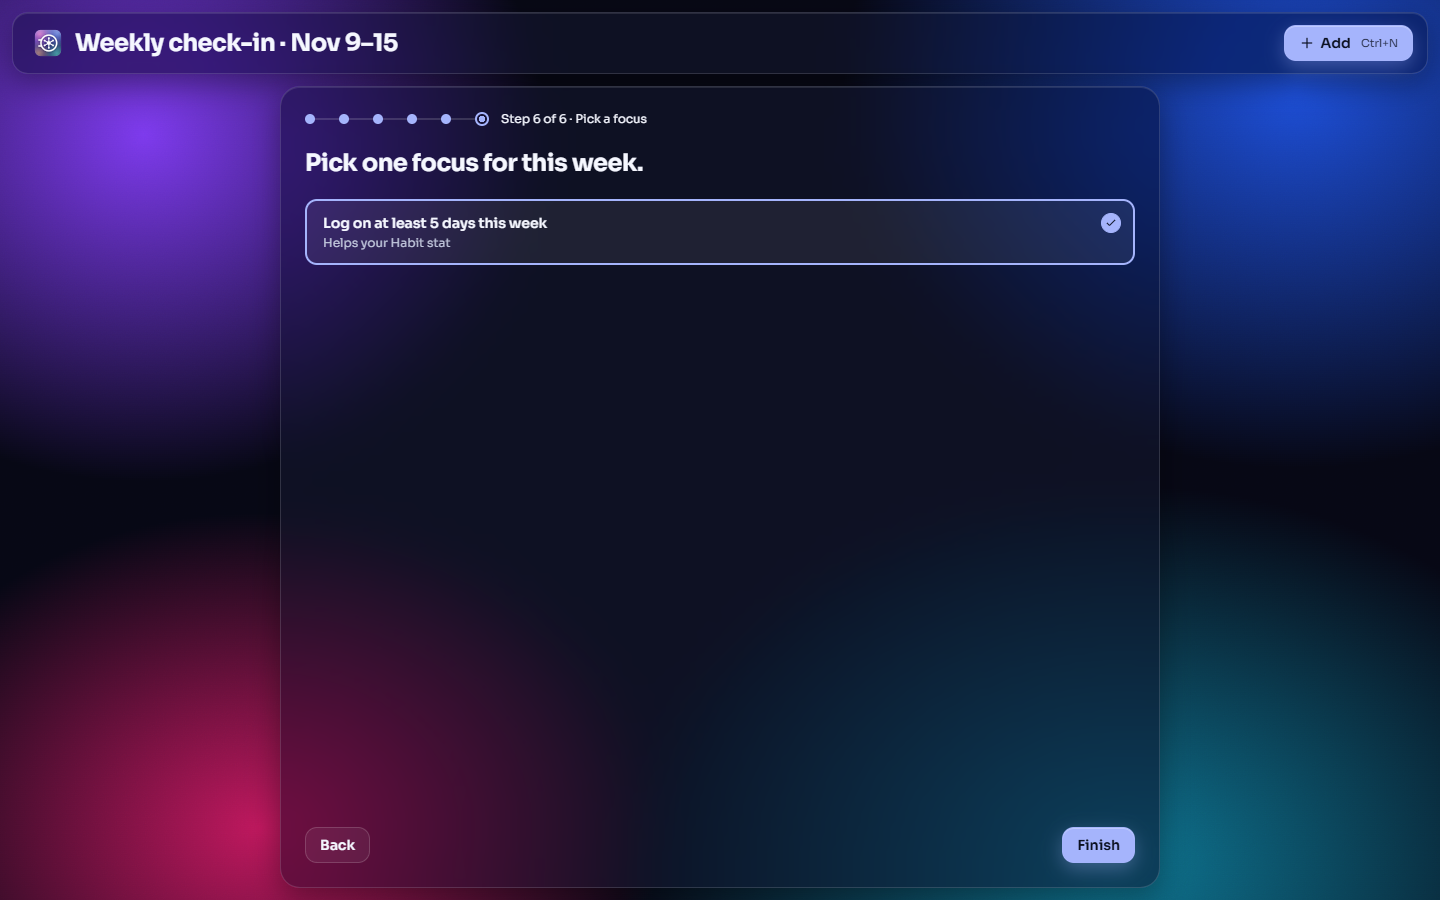 Weekly check-in · Nov 9–15
+ Add Ctrl+N
Step 6 of 6 · Pick a focus
Pick one focus for this week.
Log on at least 5 days this week
Helps your Habit stat
Back
Finish